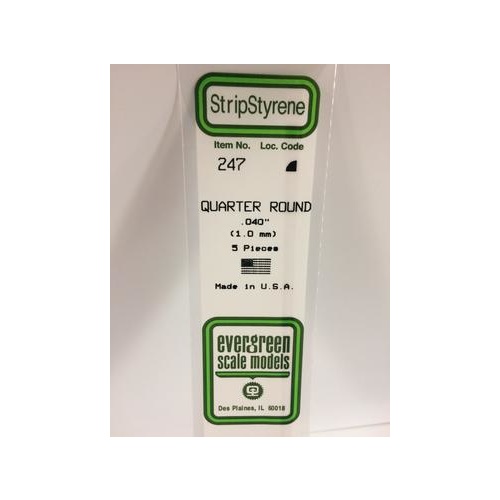 StripStyrene
Item No. Loc. Code
247
QUARTER ROUND
.040"
(1.0 mm)
5 Pieces
Made in U.S.A.
evergreen
scale models
Des Plaines, IL 60018